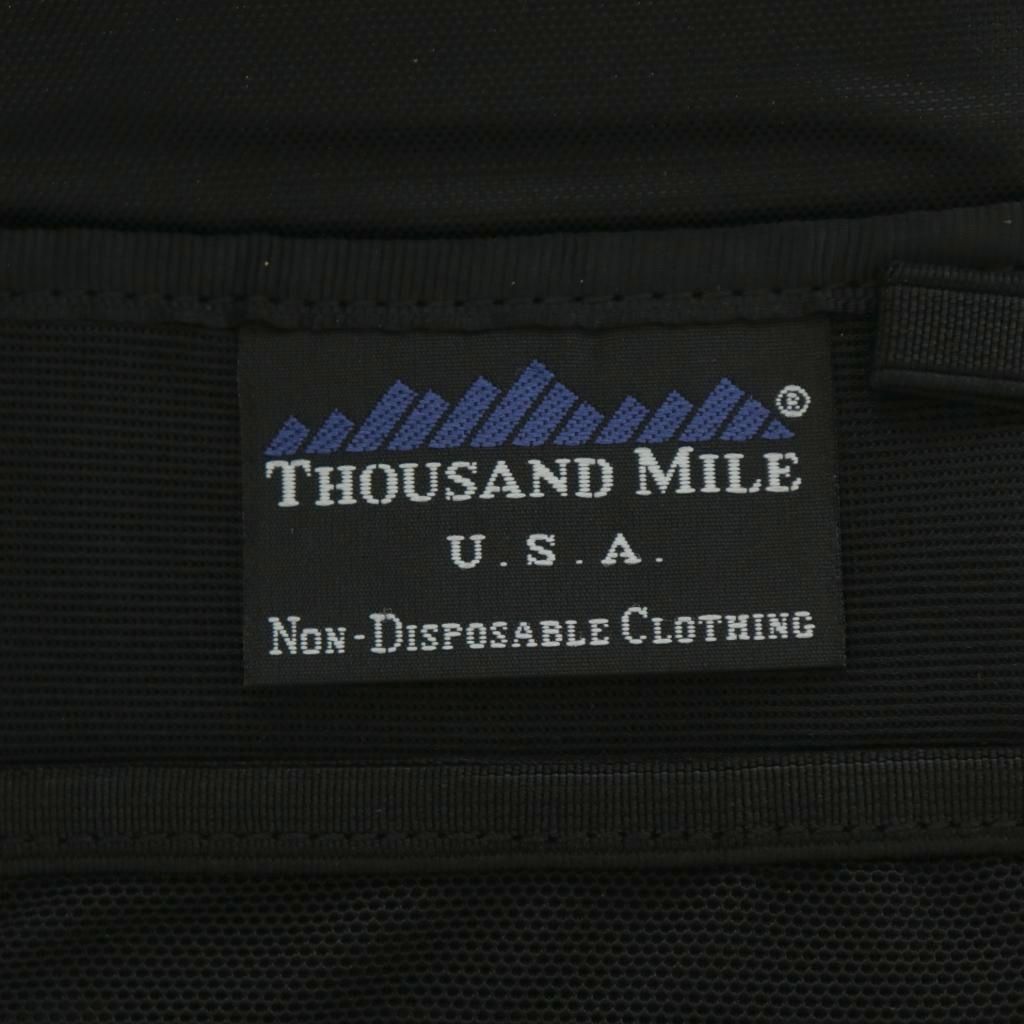 ®
THOUSAND MILE
U.S.A.
NON-DISPOSABLE CLOTHING